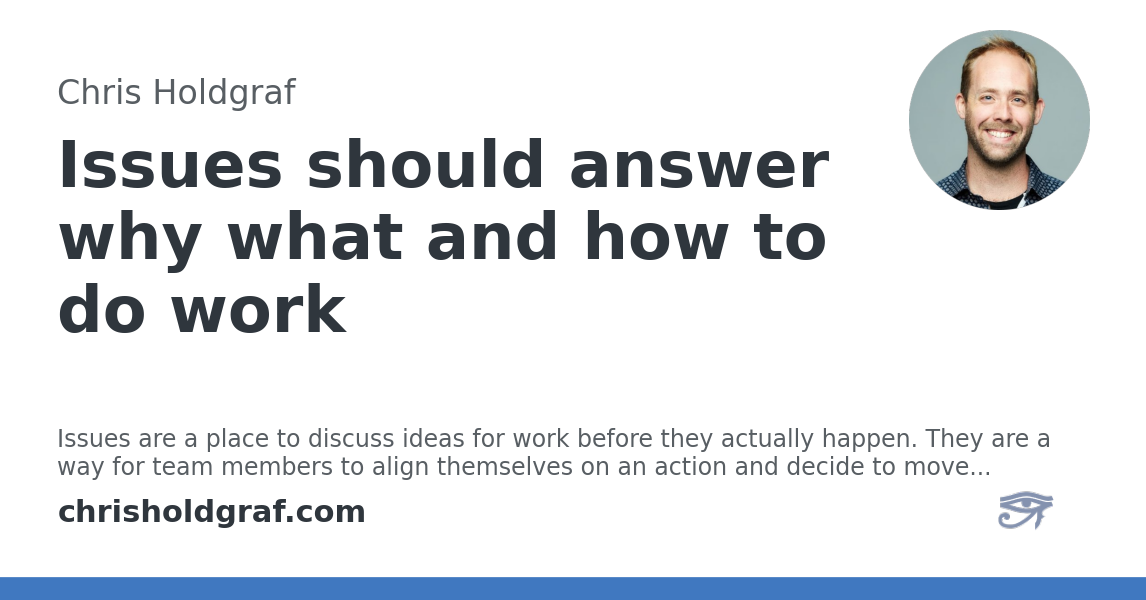 Chris Holdgraf
Issues should answer
why what and how to
do work
Issues are a place to discuss ideas for work before they actually happen. They are a
way for team members to align themselves on an action and decide to move...
chrisholdgraf.com